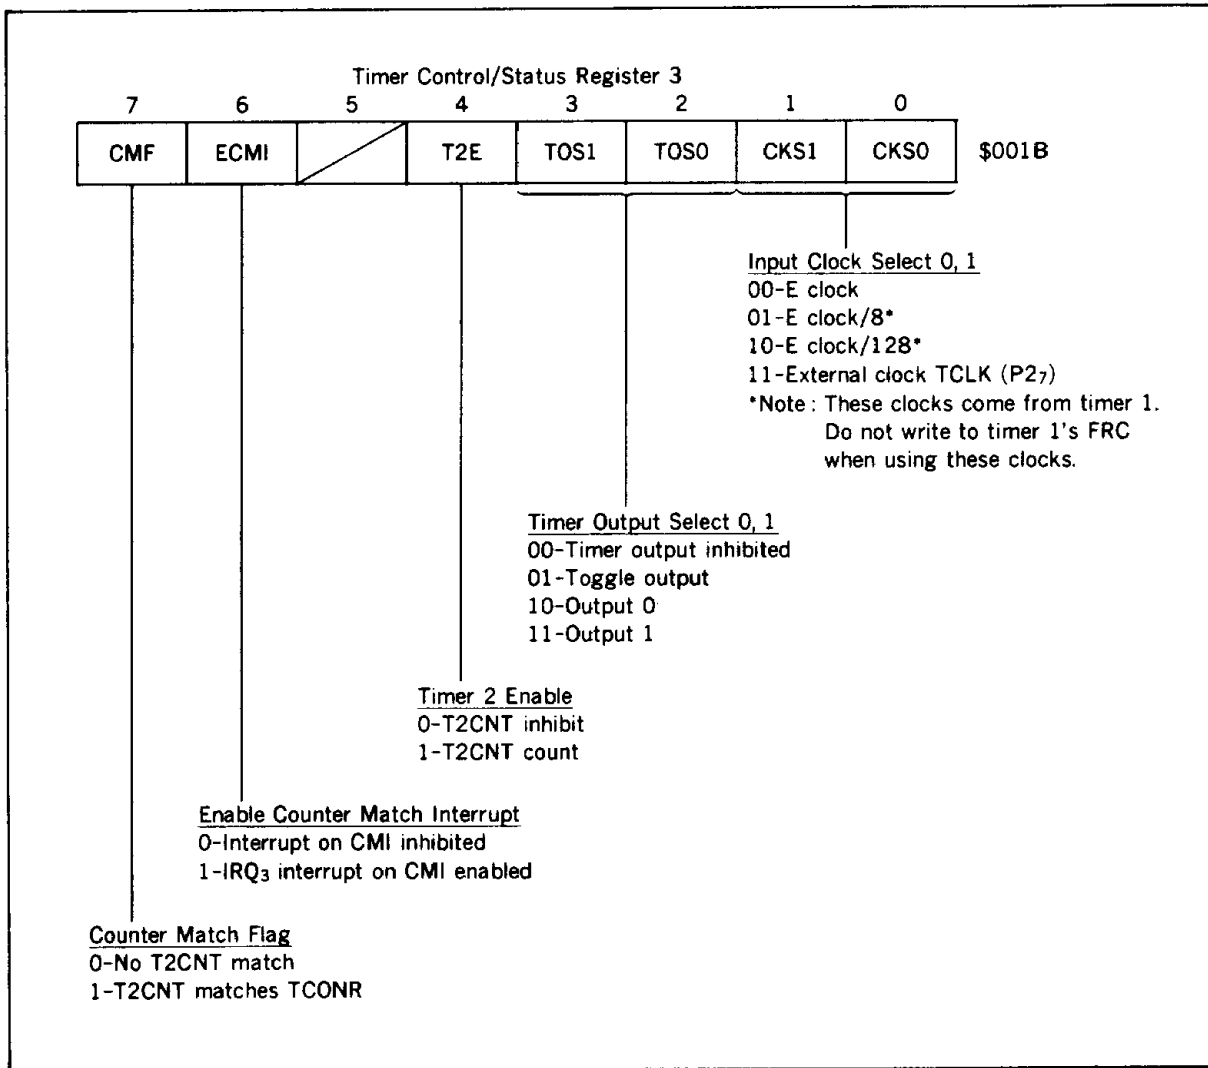 Timer Control/Status Register 3
7 6 5 4 3 2 1 0
CMF ECMI T2E TOS1 TOS0 CKS1 CKS0 $001B
Input Clock Select 0, 1
00-E clock
01-E clock/8*
10-E clock/128*
11-External clock TCLK (P2₇)
*Note : These clocks come from timer 1.
Do not write to timer 1's FRC
when using these clocks.
Timer Output Select 0, 1
00-Timer output inhibited
01-Toggle output
10-Output 0
11-Output 1
Timer 2 Enable
0-T2CNT inhibit
1-T2CNT count
Enable Counter Match Interrupt
0-Interrupt on CMI inhibited
1-IRQ₃ interrupt on CMI enabled
Counter Match Flag
0-No T2CNT match
1-T2CNT matches TCONR